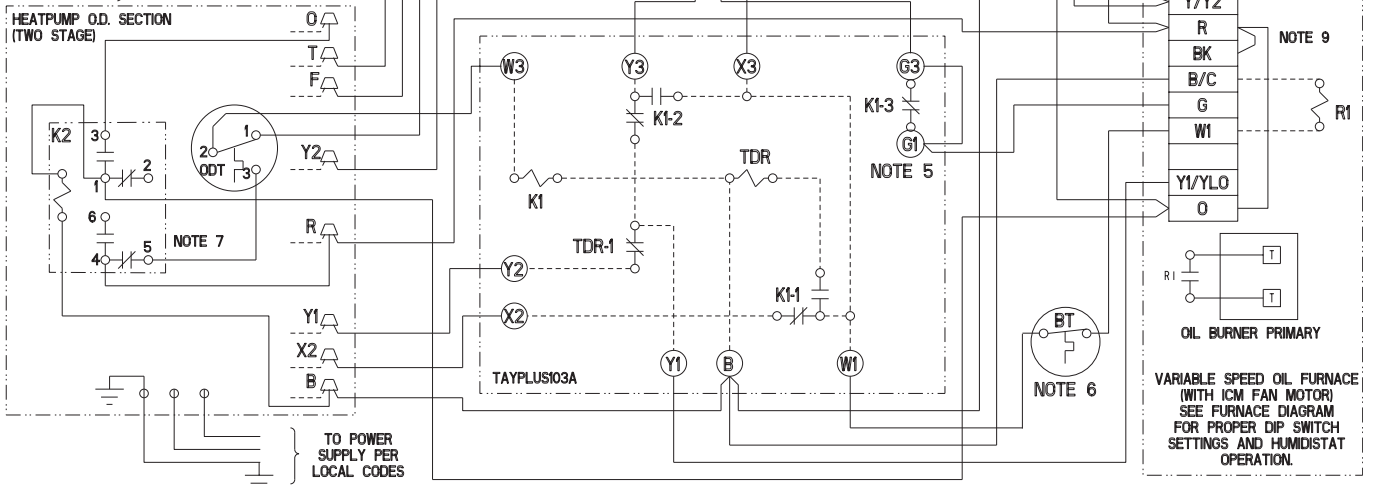 HEATPUMP O.D. SECTION
(TWO STAGE)
O
T
F
K2
3
1
2
6
4
5
NOTE 7
1
2
3
ODT
Y2
R
Y1
X2
B
TO POWER
SUPPLY PER
LOCAL CODES
W3
Y3
X3
G3
K1-2
K1-3
G1
NOTE 5
K1
TDR
TDR-1
Y2
K1-1
X2
Y1
B
W1
TAYPLUS103A
BT
NOTE 6
Y/Y2
R
BK
B/C
G
W1
Y1/YLO
O
NOTE 9
R1
R1
T
T
OIL BURNER PRIMARY
VARIABLE SPEED OIL FURNACE
(WITH ICM FAN MOTOR)
SEE FURNACE DIAGRAM
FOR PROPER DIP SWITCH
SETTINGS AND HUMIDISTAT
OPERATION.